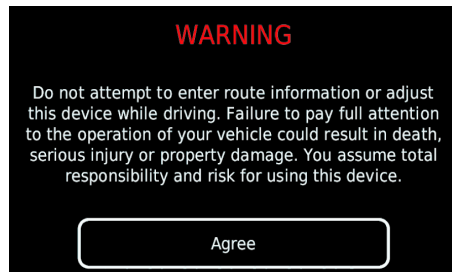 WARNING
Do not attempt to enter route information or adjust
this device while driving. Failure to pay full attention
to the operation of your vehicle could result in death,
serious injury or property damage. You assume total
responsibility and risk for using this device.
Agree